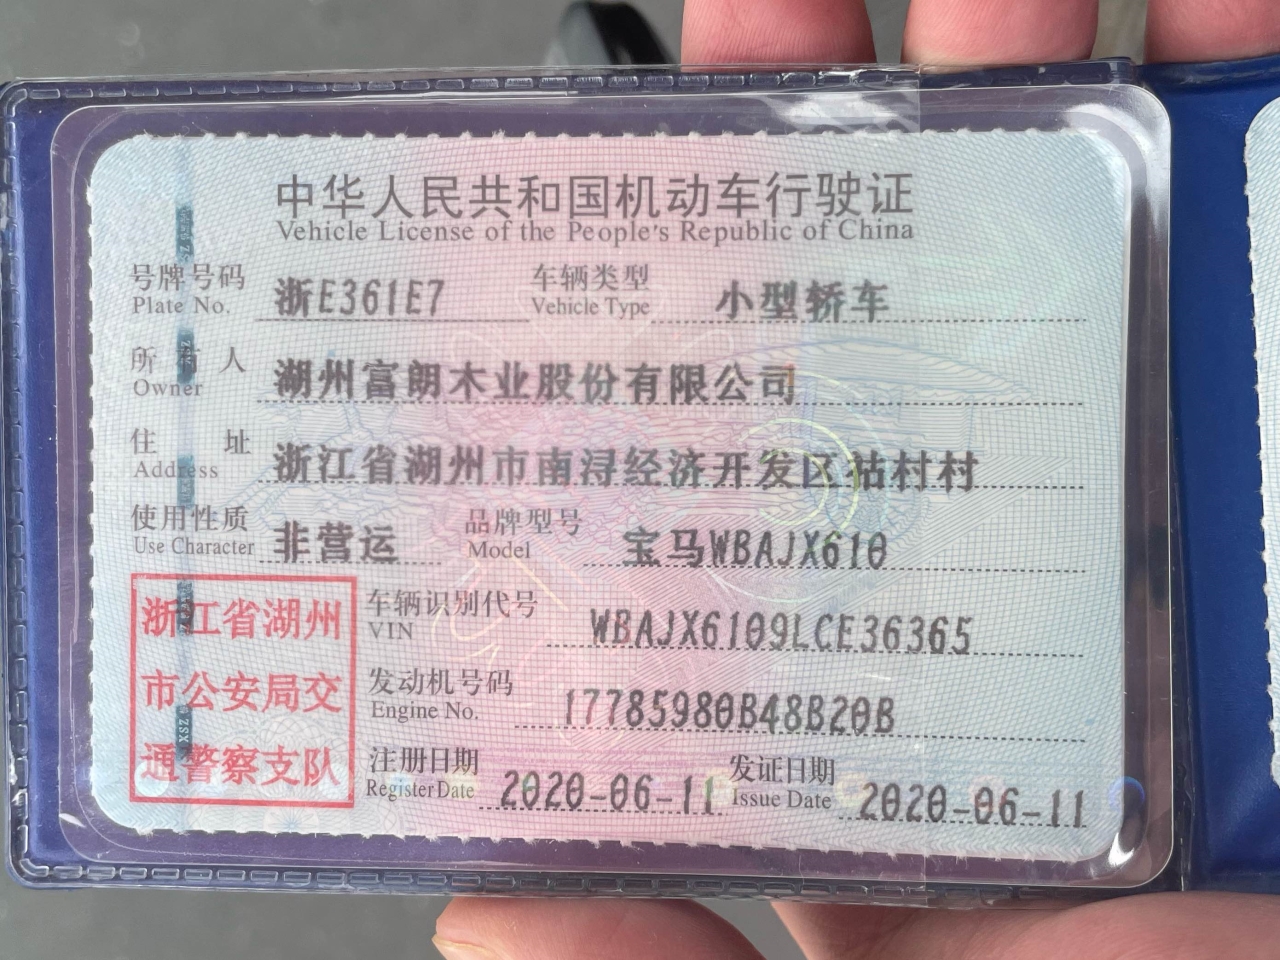 中华人民共和国机动车行驶证
Vehicle License of the People's Republic of China
号牌号码 浙E361E7 车辆类型 小型轿车
Plate No. Vehicle Type
所有人 湖州富朗木业股份有限公司
Owner
住址 浙江省湖州市南浔经济开发区祜村村
Address
使用性质 非营运 品牌型号 宝马WBAJX610
Use Character Model
浙江省湖州
市公安局交
通警察支队
车辆识别代号 WBAJX6109LCE36365
VIN
发动机号码 17785980B48B20B
Engine No.
注册日期 2020-06-11 发证日期 2020-06-11
Register Date Issue Date